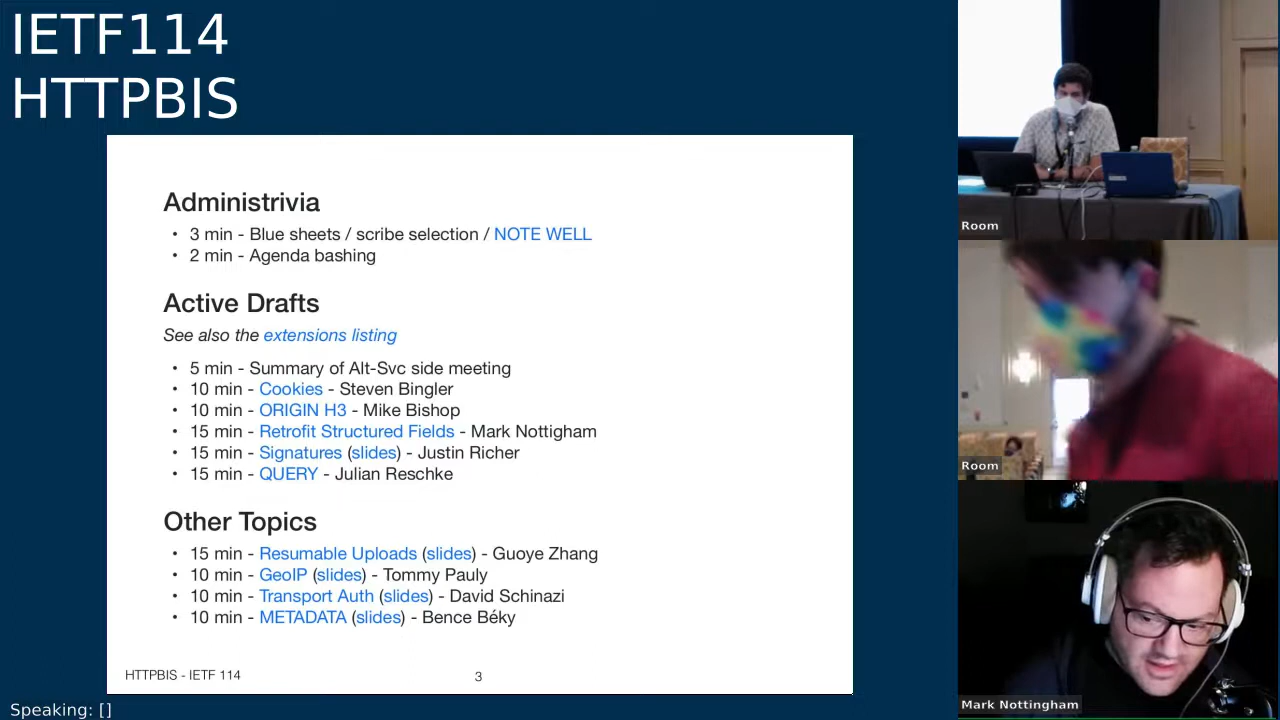 IETF114
HTTPBIS
Administrivia
• 3 min - Blue sheets / scribe selection / NOTE WELL
• 2 min - Agenda bashing
Active Drafts
See also the extensions listing
• 5 min - Summary of Alt-Svc side meeting
• 10 min - Cookies - Steven Bingler
• 10 min - ORIGIN H3 - Mike Bishop
• 15 min - Retrofit Structured Fields - Mark Nottigham
• 15 min - Signatures (slides) - Justin Richer
• 15 min - QUERY - Julian Reschke
Other Topics
• 15 min - Resumable Uploads (slides) - Guoye Zhang
• 10 min - GeoIP (slides) - Tommy Pauly
• 10 min - Transport Auth (slides) - David Schinazi
• 10 min - METADATA (slides) - Bence Béky
HTTPBIS - IETF 114
3
Room
Room
Mark Nottingham
Speaking: []